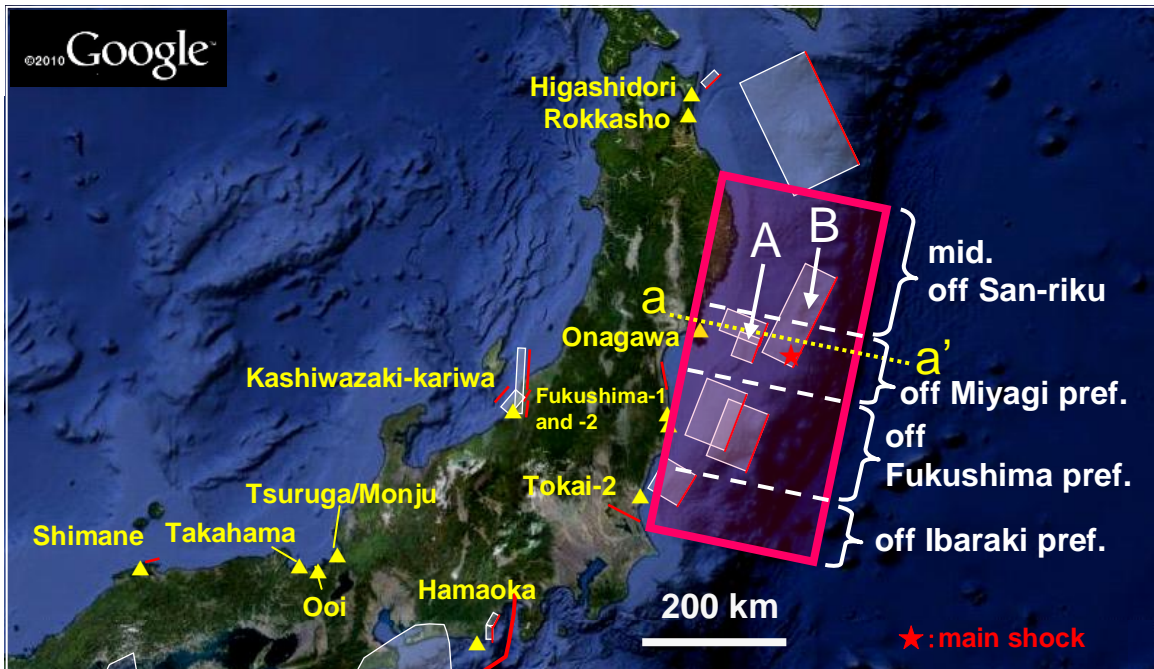 ©2010 Google™
Higashidori
Rokkasho
A
B
mid.
off San-riku
a
Onagawa
a'
off Miyagi pref.
Kashiwazaki-kariwa
Fukushima-1
and -2
off
Fukushima pref.
Tokai-2
Tsuruga/Monju
Shimane
Takahama
off Ibaraki pref.
Ooi
Hamaoka
200 km
★:main shock